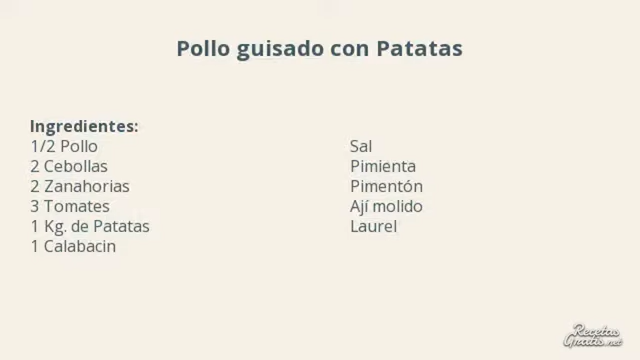 Pollo guisado con Patatas
Ingredientes:
1/2 Pollo
2 Cebollas
2 Zanahorias
3 Tomates
1 Kg. de Patatas
1 Calabacin
Sal
Pimienta
Pimentón
Ají molido
Laurel
Recetas
Gratis.net